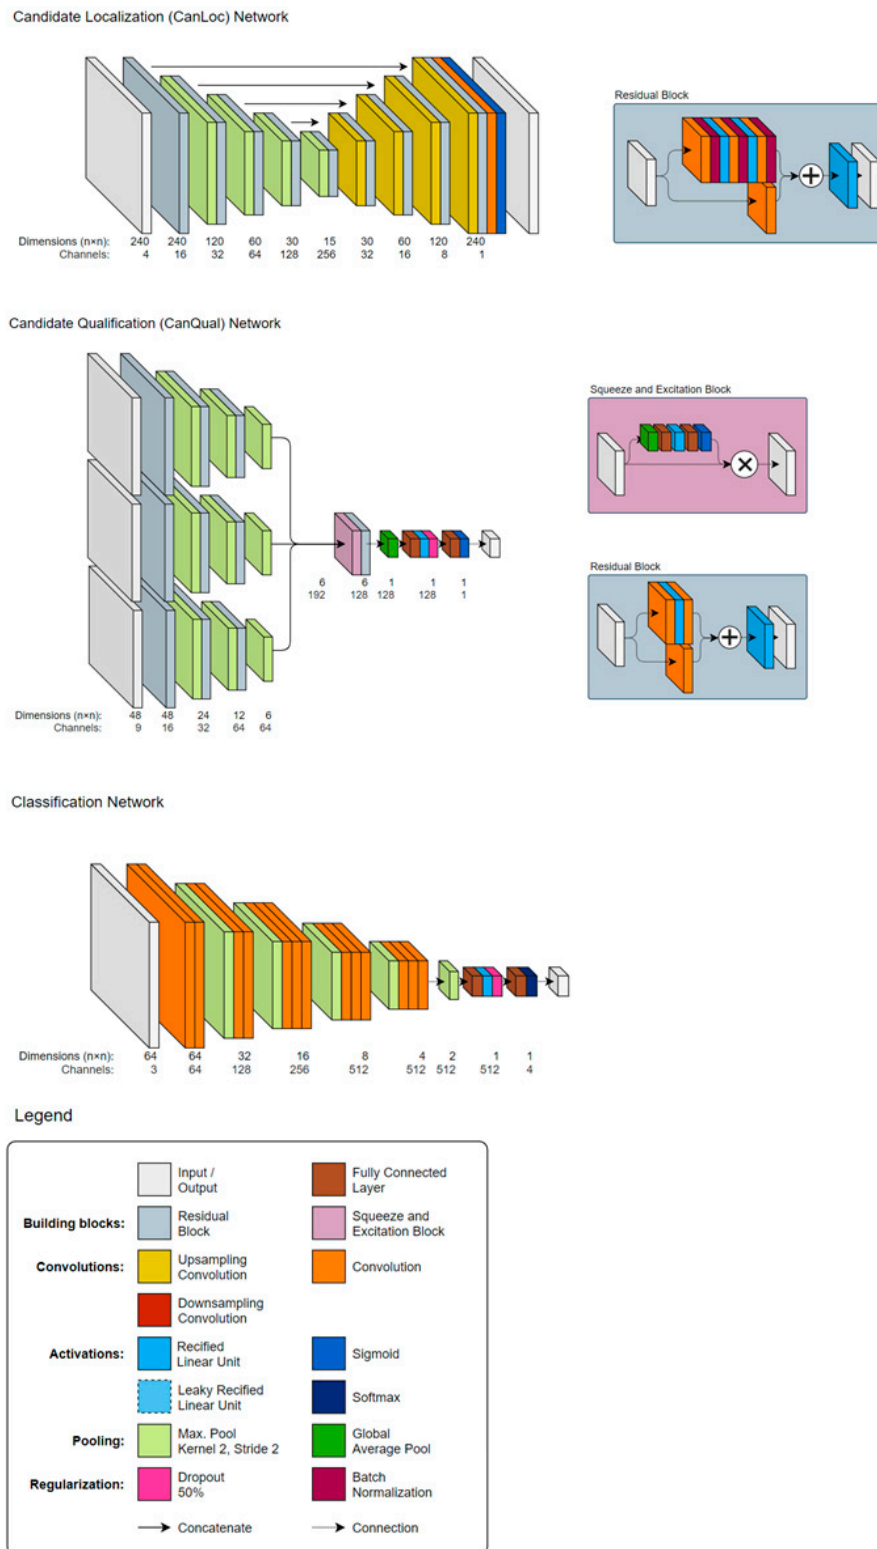 Candidate Localization (CanLoc) Network
Residual Block
Dimensions (n×n): 240 240 120 60 30 15 30 60 120 240
Channels: 4 16 32 64 128 256 32 16 8 1
Candidate Qualification (CanQual) Network
Squeeze and Excitation Block
6 6 1 1 1
192 128 128 128 1
Residual Block
Dimensions (n×n): 48 48 24 12 6
Channels: 9 16 32 64 64
Classification Network
Dimensions (n×n): 64 64 32 16 8 4 2 1 1
Channels: 3 64 128 256 512 512 512 512 4
Legend
Input /
Output
Fully Connected
Layer
Building blocks:
Residual
Block
Squeeze and
Excitation Block
Convolutions:
Upsampling
Convolution
Convolution
Downsampling
Convolution
Activations:
Recified
Linear Unit
Sigmoid
Leaky Recified
Linear Unit
Softmax
Pooling:
Max. Pool
Kernel 2, Stride 2
Global
Average Pool
Regularization:
Dropout
50%
Batch
Normalization
Concatenate
Connection